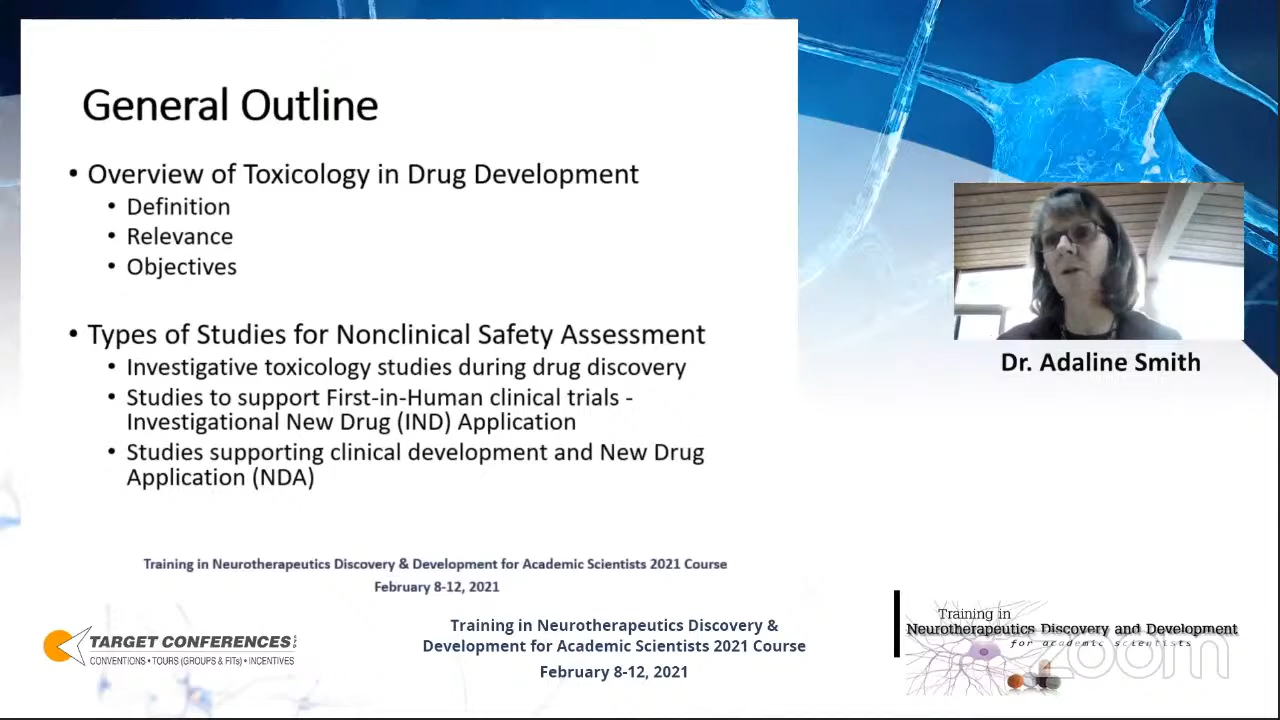 General Outline
• Overview of Toxicology in Drug Development
• Definition
• Relevance
• Objectives
• Types of Studies for Nonclinical Safety Assessment
• Investigative toxicology studies during drug discovery
• Studies to support First-in-Human clinical trials -
Investigational New Drug (IND) Application
• Studies supporting clinical development and New Drug
Application (NDA)
Dr. Adaline Smith
Training in Neurotherapeutics Discovery & Development for Academic Scientists 2021 Course
February 8-12, 2021
TARGET CONFERENCES
CONVENTIONS • TOURS (GROUPS & FITs) • INCENTIVES
Training in Neurotherapeutics Discovery &
Development for Academic Scientists 2021 Course
February 8-12, 2021
Training in
Neurotherapeutics Discovery and Development
for academic scientists
zoom